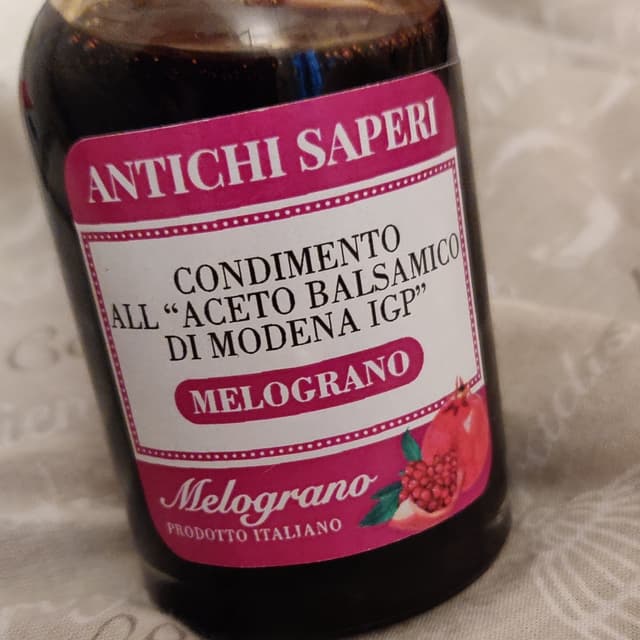 ANTICHI SAPERI
CONDIMENTO
ALL “ACETO BALSAMICO
DI MODENA IGP”
MELOGRANO
Melograno
PRODOTTO ITALIANO